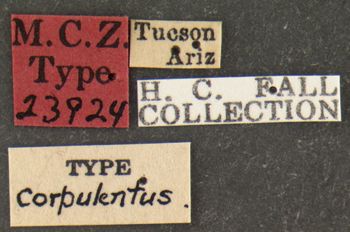 M.C.Z.
Type
23924
Tucson
Ariz
H. C. FALL
COLLECTION
TYPE
corpulentus.